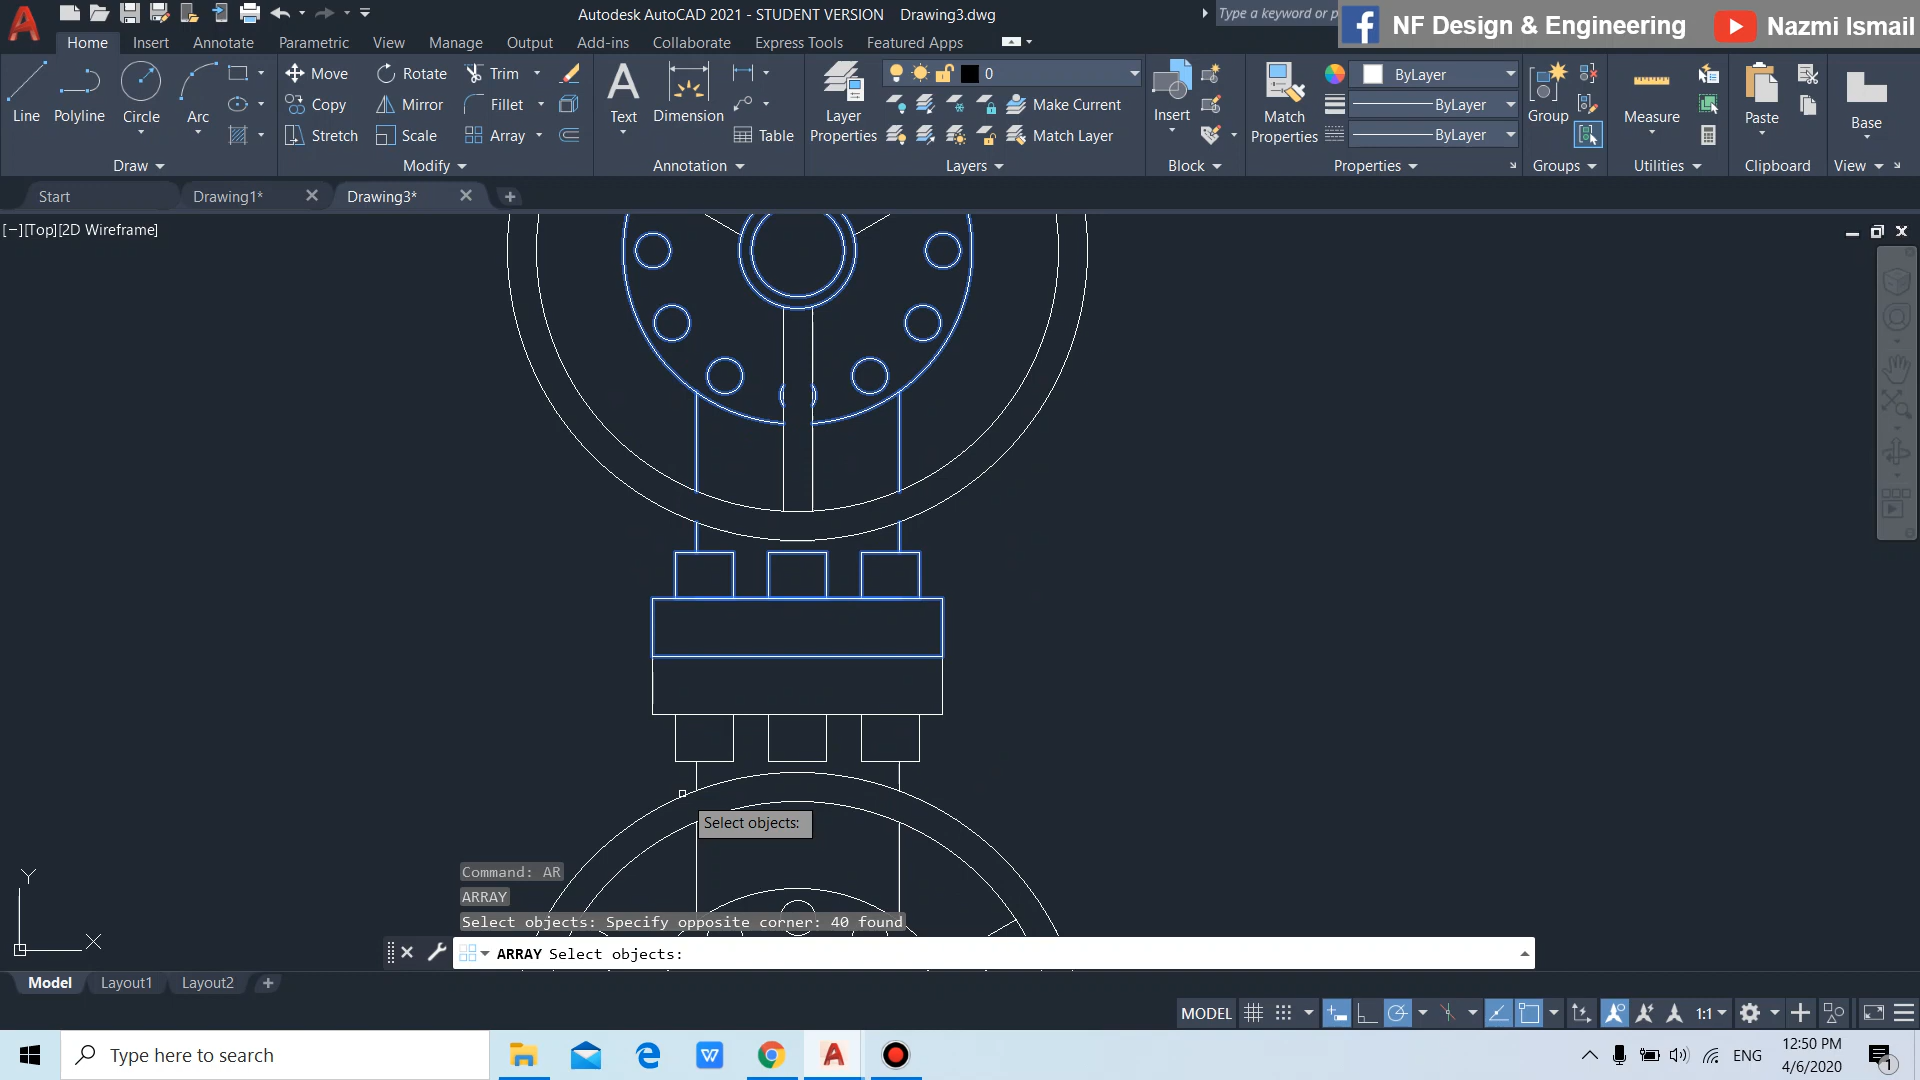 Autodesk AutoCAD 2021 - STUDENT VERSION Drawing3.dwg
Type a keyword or p
NF Design & Engineering
Nazmi Ismail
Home Insert Annotate Parametric View Manage Output Add-ins Collaborate Express Tools Featured Apps
Line
Polyline
Circle
Arc
Draw
Move
Rotate
Trim
Copy
Mirror
Fillet
Stretch
Scale
Array
Modify
Text
Dimension
Table
Annotation
Layer
Properties
0
Make Current
Match Layer
Layers
Insert
Block
Match
Properties
ByLayer
ByLayer
ByLayer
Properties
Group
Groups
Measure
Utilities
Paste
Clipboard
Base
View
Start
Drawing1*
Drawing3*
[−][Top][2D Wireframe]
Select objects:
Y
X
Command: AR
ARRAY
Select objects: Specify opposite corner: 40 found
ARRAY Select objects:
Model Layout1 Layout2
MODEL
1:1
Type here to search
ENG
12:50 PM
4/6/2020
1